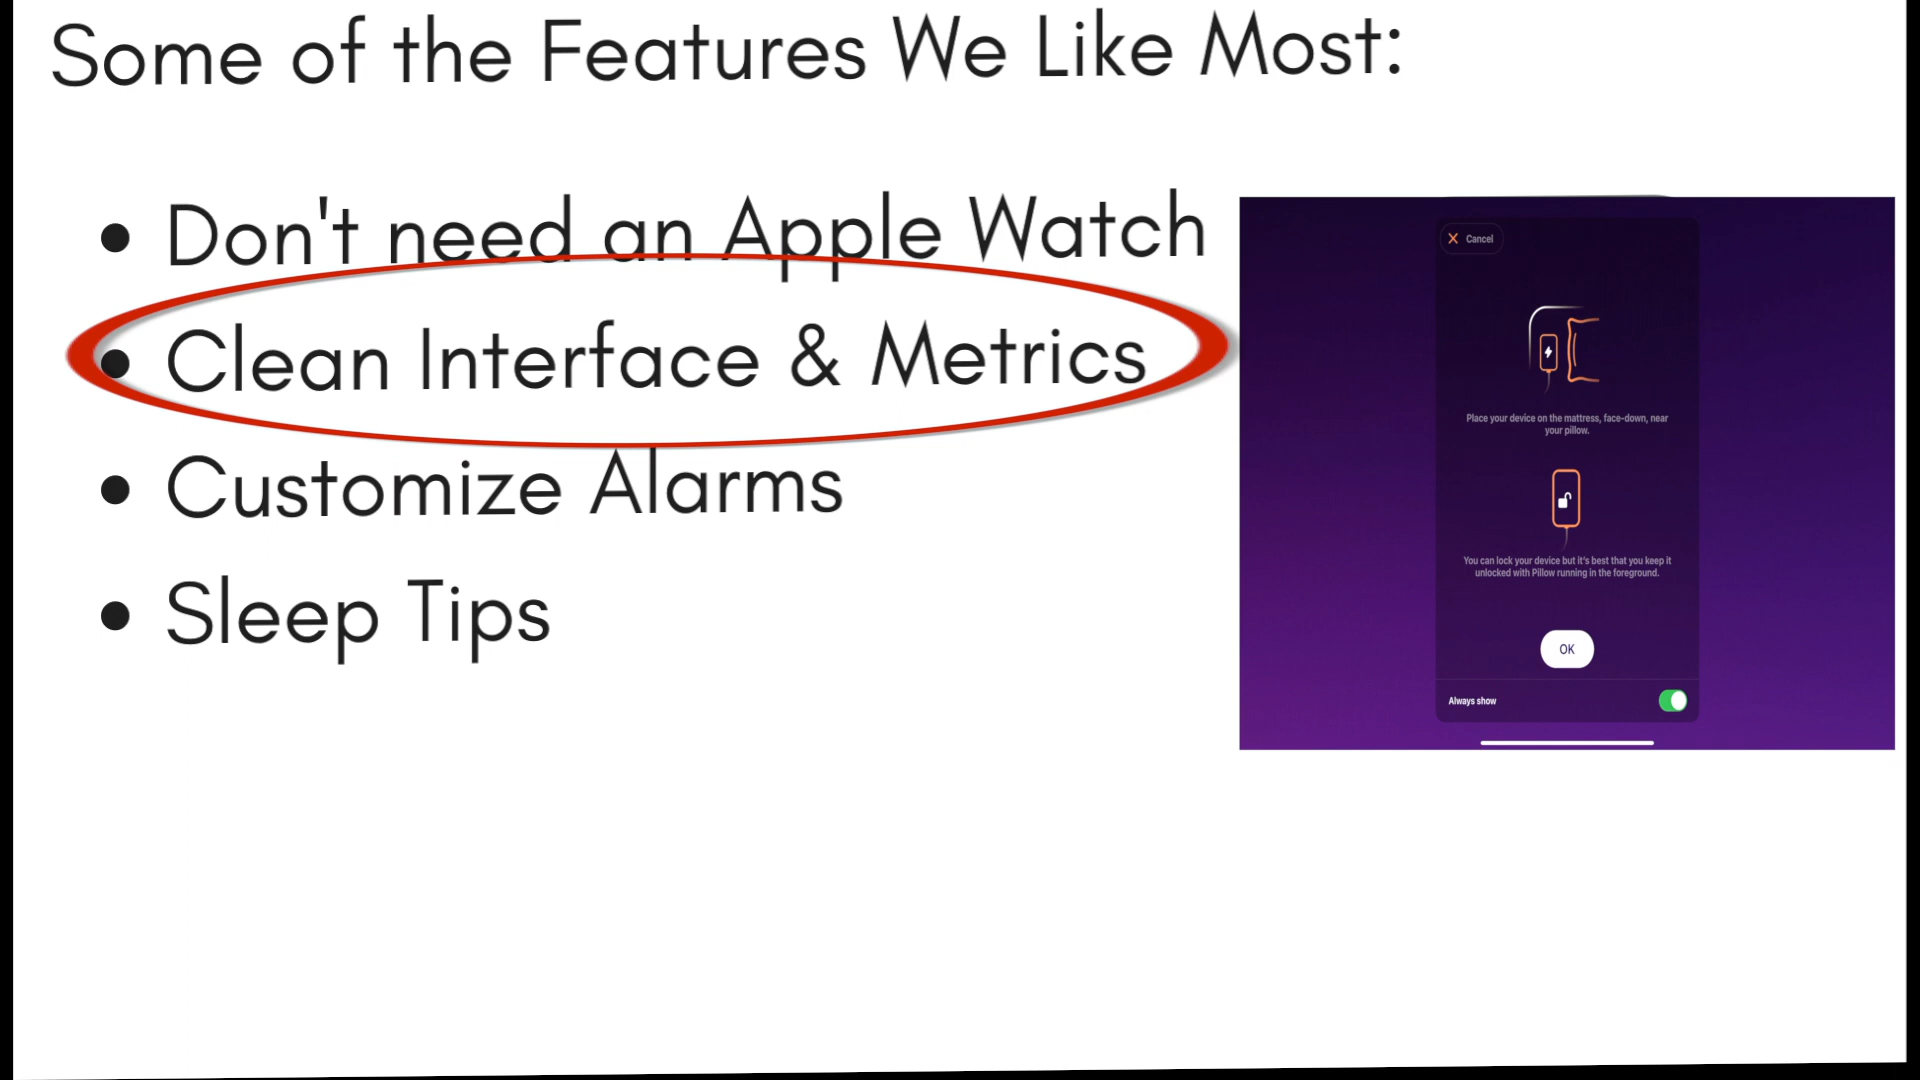 Some of the Features We Like Most:
Don't need an Apple Watch
Clean Interface & Metrics
Customize Alarms
Sleep Tips
Cancel
Place your device on the mattress, face-down, near
your pillow.
You can lock your device but it's best that you keep it
unlocked with Pillow running in the foreground.
OK
Always show